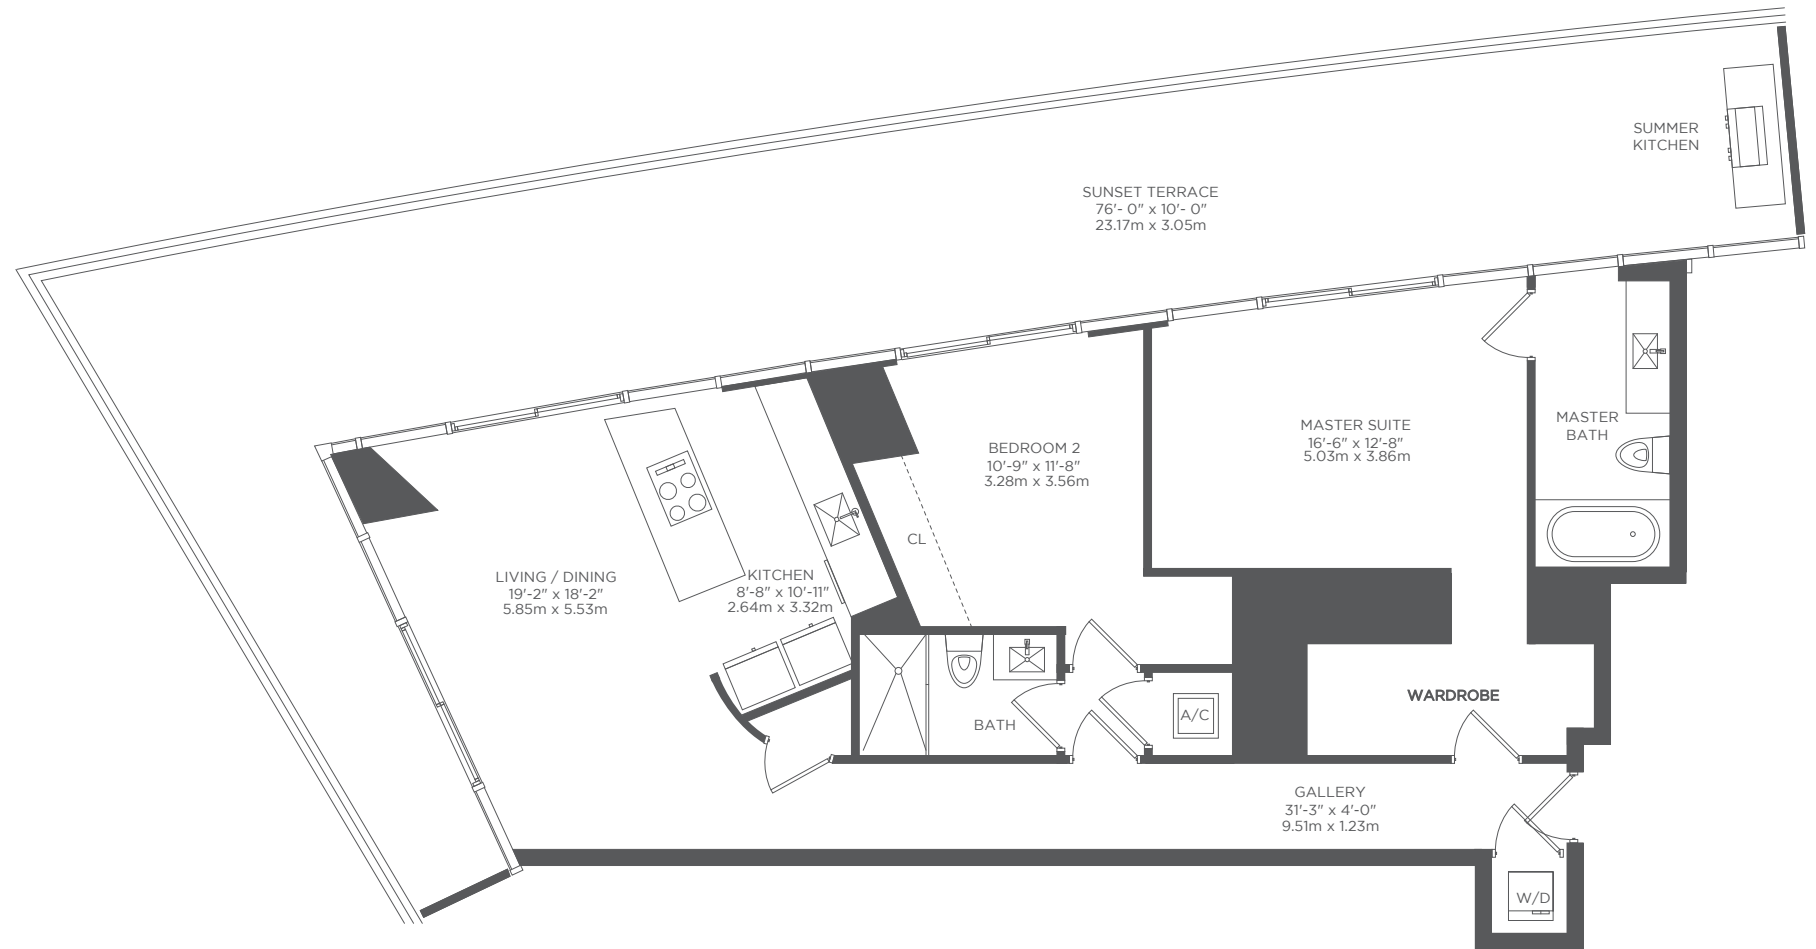 SUMMER
KITCHEN
SUNSET TERRACE
76'- 0" x 10'- 0"
23.17m x 3.05m
MASTER
BATH
MASTER SUITE
16'-6" x 12'-8"
5.03m x 3.86m
BEDROOM 2
10'-9" x 11'-8"
3.28m x 3.56m
CL
LIVING / DINING
19'-2" x 18'-2"
5.85m x 5.53m
KITCHEN
8'-8" x 10'-11"
2.64m x 3.32m
WARDROBE
A/C
BATH
GALLERY
31'-3" x 4'-0"
9.51m x 1.23m
W/D